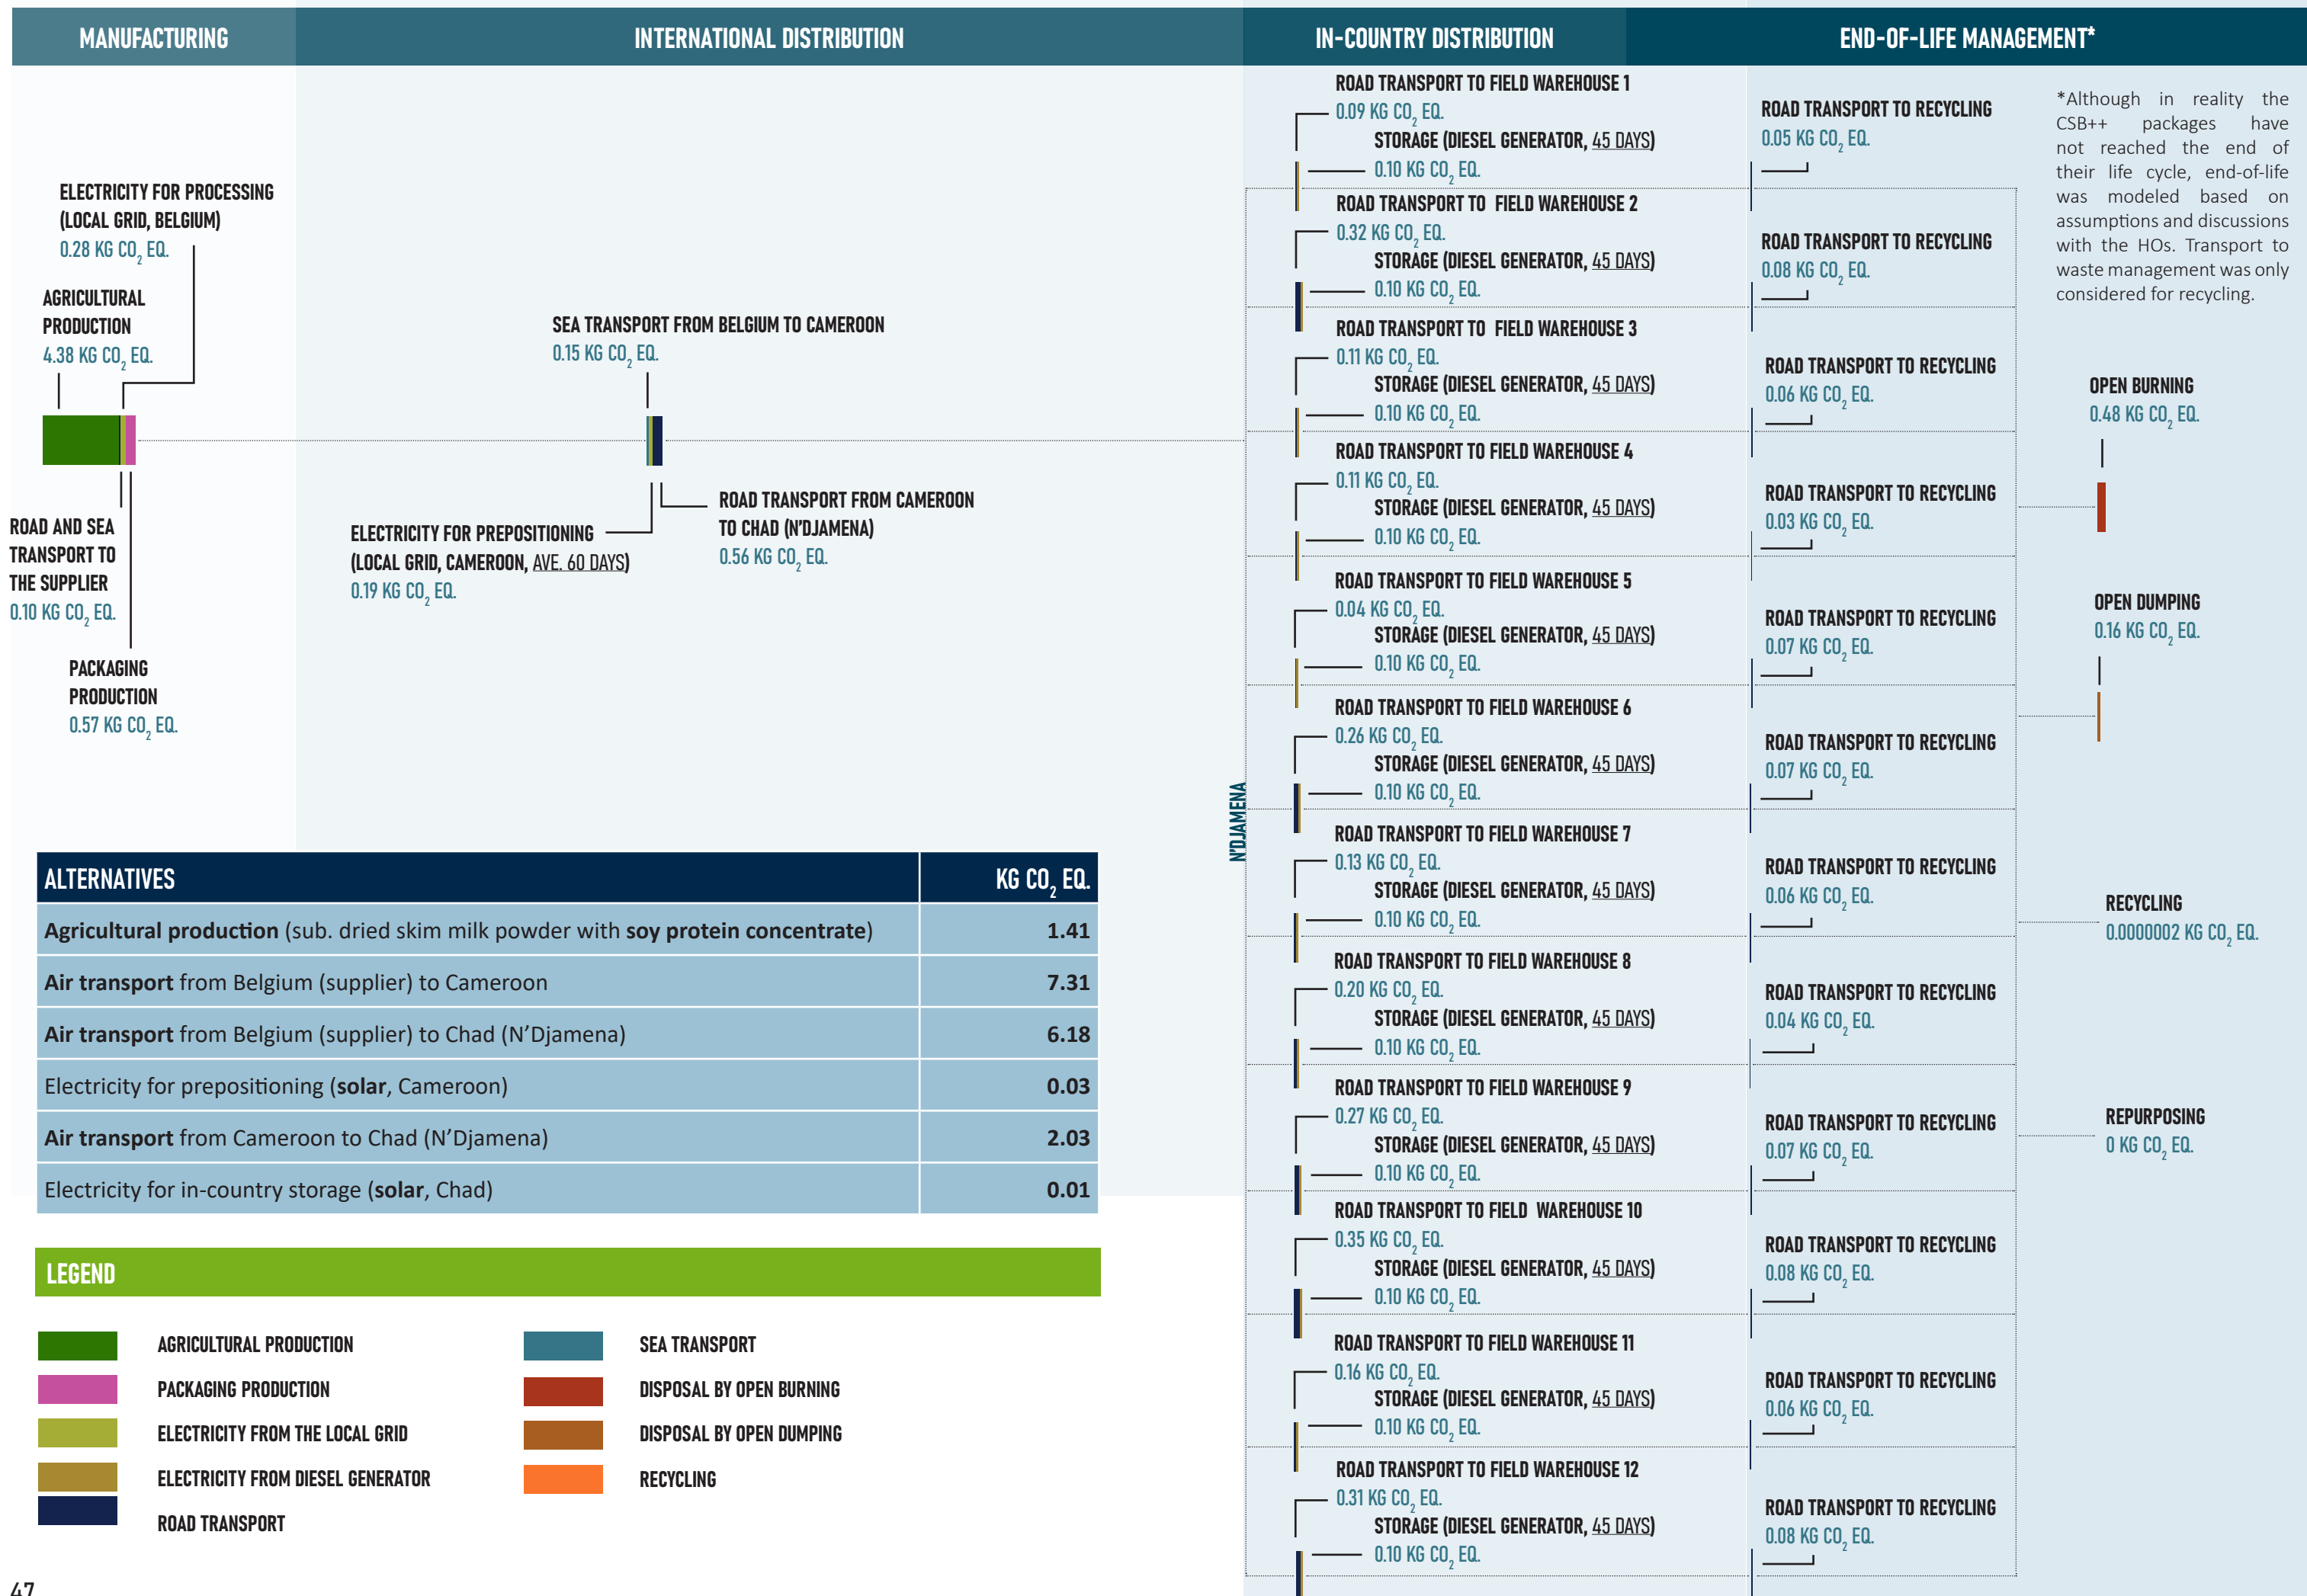 MANUFACTURING
INTERNATIONAL DISTRIBUTION
IN-COUNTRY DISTRIBUTION
END-OF-LIFE MANAGEMENT*
ELECTRICITY FOR PROCESSING
(LOCAL GRID, BELGIUM)
0.28 KG CO₂ EQ.
AGRICULTURAL
PRODUCTION
4.38 KG CO₂ EQ.
ROAD AND SEA
TRANSPORT TO
THE SUPPLIER
0.10 KG CO₂ EQ.
PACKAGING
PRODUCTION
0.57 KG CO₂ EQ.
SEA TRANSPORT FROM BELGIUM TO CAMEROON
0.15 KG CO₂ EQ.
ELECTRICITY FOR PREPOSITIONING
(LOCAL GRID, CAMEROON, AVE. 60 DAYS)
0.19 KG CO₂ EQ.
ROAD TRANSPORT FROM CAMEROON
TO CHAD (N'DJAMENA)
0.56 KG CO₂ EQ.
N'DJAMENA
ROAD TRANSPORT TO FIELD WAREHOUSE 1
0.09 KG CO₂ EQ.
STORAGE (DIESEL GENERATOR, 45 DAYS)
0.10 KG CO₂ EQ.
ROAD TRANSPORT TO FIELD WAREHOUSE 2
0.32 KG CO₂ EQ.
STORAGE (DIESEL GENERATOR, 45 DAYS)
0.10 KG CO₂ EQ.
ROAD TRANSPORT TO FIELD WAREHOUSE 3
0.11 KG CO₂ EQ.
STORAGE (DIESEL GENERATOR, 45 DAYS)
0.10 KG CO₂ EQ.
ROAD TRANSPORT TO FIELD WAREHOUSE 4
0.11 KG CO₂ EQ.
STORAGE (DIESEL GENERATOR, 45 DAYS)
0.10 KG CO₂ EQ.
ROAD TRANSPORT TO FIELD WAREHOUSE 5
0.04 KG CO₂ EQ.
STORAGE (DIESEL GENERATOR, 45 DAYS)
0.10 KG CO₂ EQ.
ROAD TRANSPORT TO FIELD WAREHOUSE 6
0.26 KG CO₂ EQ.
STORAGE (DIESEL GENERATOR, 45 DAYS)
0.10 KG CO₂ EQ.
ROAD TRANSPORT TO FIELD WAREHOUSE 7
0.13 KG CO₂ EQ.
STORAGE (DIESEL GENERATOR, 45 DAYS)
0.10 KG CO₂ EQ.
ROAD TRANSPORT TO FIELD WAREHOUSE 8
0.20 KG CO₂ EQ.
STORAGE (DIESEL GENERATOR, 45 DAYS)
0.10 KG CO₂ EQ.
ROAD TRANSPORT TO FIELD WAREHOUSE 9
0.27 KG CO₂ EQ.
STORAGE (DIESEL GENERATOR, 45 DAYS)
0.10 KG CO₂ EQ.
ROAD TRANSPORT TO FIELD WAREHOUSE 10
0.35 KG CO₂ EQ.
STORAGE (DIESEL GENERATOR, 45 DAYS)
0.10 KG CO₂ EQ.
ROAD TRANSPORT TO FIELD WAREHOUSE 11
0.16 KG CO₂ EQ.
STORAGE (DIESEL GENERATOR, 45 DAYS)
0.10 KG CO₂ EQ.
ROAD TRANSPORT TO FIELD WAREHOUSE 12
0.31 KG CO₂ EQ.
STORAGE (DIESEL GENERATOR, 45 DAYS)
0.10 KG CO₂ EQ.
ROAD TRANSPORT TO RECYCLING
0.05 KG CO₂ EQ.
ROAD TRANSPORT TO RECYCLING
0.08 KG CO₂ EQ.
ROAD TRANSPORT TO RECYCLING
0.06 KG CO₂ EQ.
ROAD TRANSPORT TO RECYCLING
0.03 KG CO₂ EQ.
ROAD TRANSPORT TO RECYCLING
0.07 KG CO₂ EQ.
ROAD TRANSPORT TO RECYCLING
0.07 KG CO₂ EQ.
ROAD TRANSPORT TO RECYCLING
0.06 KG CO₂ EQ.
ROAD TRANSPORT TO RECYCLING
0.04 KG CO₂ EQ.
ROAD TRANSPORT TO RECYCLING
0.07 KG CO₂ EQ.
ROAD TRANSPORT TO RECYCLING
0.08 KG CO₂ EQ.
ROAD TRANSPORT TO RECYCLING
0.06 KG CO₂ EQ.
ROAD TRANSPORT TO RECYCLING
0.08 KG CO₂ EQ.
*Although in reality the
CSB++ packages have
not reached the end of
their life cycle, end-of-life
was modeled based on
assumptions and discussions
with the HOs. Transport to
waste management was only
considered for recycling.
OPEN BURNING
0.48 KG CO₂ EQ.
OPEN DUMPING
0.16 KG CO₂ EQ.
RECYCLING
0.0000002 KG CO₂ EQ.
REPURPOSING
0 KG CO₂ EQ.
ALTERNATIVES KG CO₂ EQ.
Agricultural production (sub. dried skim milk powder with soy protein concentrate) 1.41
Air transport from Belgium (supplier) to Cameroon 7.31
Air transport from Belgium (supplier) to Chad (N'Djamena) 6.18
Electricity for prepositioning (solar, Cameroon) 0.03
Air transport from Cameroon to Chad (N'Djamena) 2.03
Electricity for in-country storage (solar, Chad) 0.01
LEGEND
AGRICULTURAL PRODUCTION
PACKAGING PRODUCTION
ELECTRICITY FROM THE LOCAL GRID
ELECTRICITY FROM DIESEL GENERATOR
ROAD TRANSPORT
SEA TRANSPORT
DISPOSAL BY OPEN BURNING
DISPOSAL BY OPEN DUMPING
RECYCLING
47